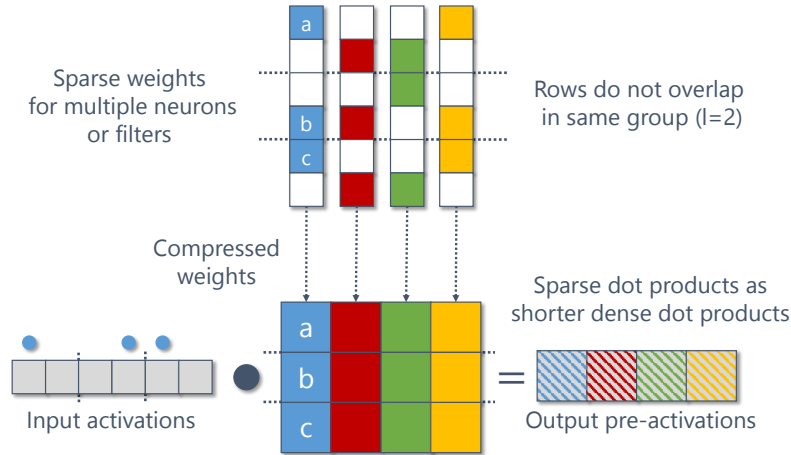 a
Sparse weights
for multiple neurons
or filters
b
c
Rows do not overlap
in same group (l=2)
Compressed
weights
Sparse dot products as
shorter dense dot products
a
b
c
=
Input activations
Output pre-activations